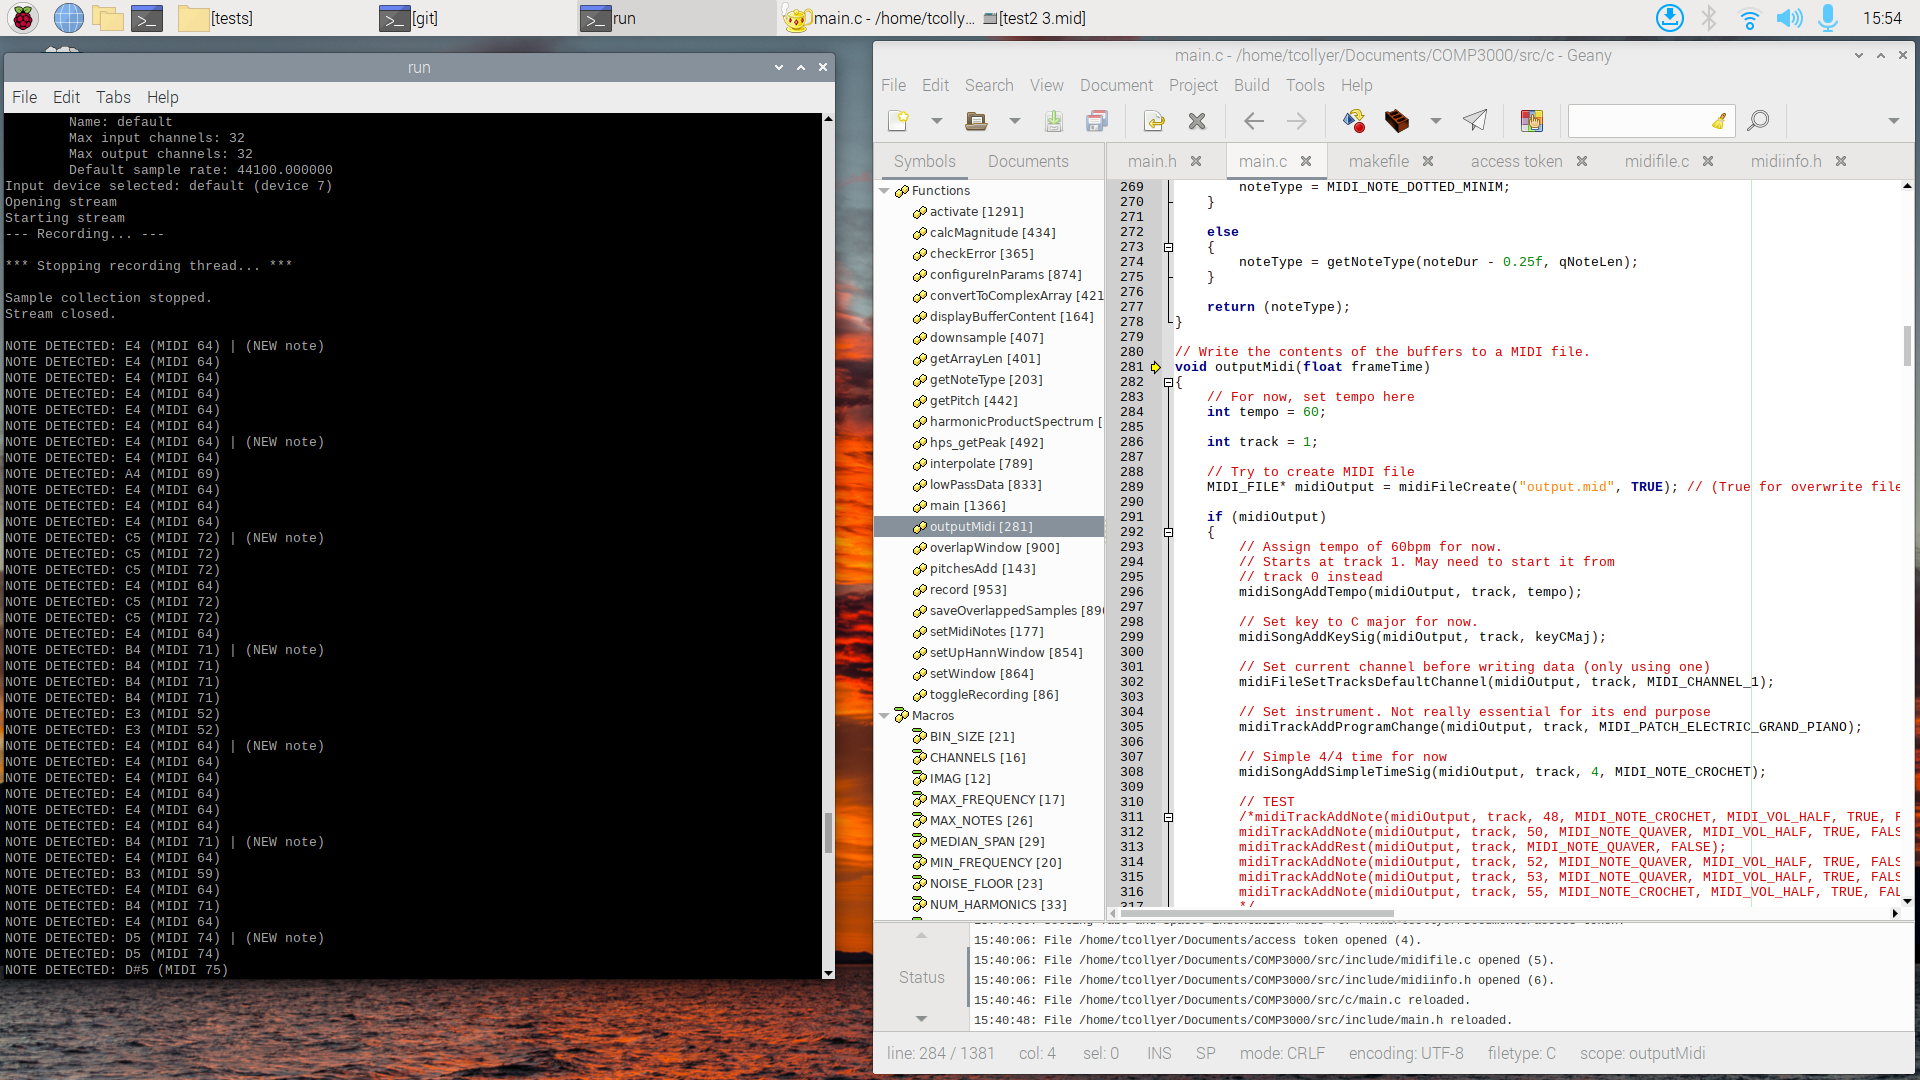 [tests]
[git]
run
main.c - /home/tcolly...
[test2 3.mid]
15:54
run
File Edit Tabs Help
Name: default
Max input channels: 32
Max output channels: 32
Default sample rate: 44100.000000
Input device selected: default (device 7)
Opening stream
Starting stream
--- Recording... ---
*** Stopping recording thread... ***
Sample collection stopped.
Stream closed.
NOTE DETECTED: E4 (MIDI 64) | (NEW note)
NOTE DETECTED: E4 (MIDI 64)
NOTE DETECTED: E4 (MIDI 64)
NOTE DETECTED: E4 (MIDI 64)
NOTE DETECTED: E4 (MIDI 64)
NOTE DETECTED: E4 (MIDI 64)
NOTE DETECTED: E4 (MIDI 64) | (NEW note)
NOTE DETECTED: E4 (MIDI 64)
NOTE DETECTED: A4 (MIDI 69)
NOTE DETECTED: E4 (MIDI 64)
NOTE DETECTED: E4 (MIDI 64)
NOTE DETECTED: E4 (MIDI 64)
NOTE DETECTED: C5 (MIDI 72) | (NEW note)
NOTE DETECTED: C5 (MIDI 72)
NOTE DETECTED: C5 (MIDI 72)
NOTE DETECTED: E4 (MIDI 64)
NOTE DETECTED: C5 (MIDI 72)
NOTE DETECTED: C5 (MIDI 72)
NOTE DETECTED: E4 (MIDI 64)
NOTE DETECTED: B4 (MIDI 71) | (NEW note)
NOTE DETECTED: B4 (MIDI 71)
NOTE DETECTED: B4 (MIDI 71)
NOTE DETECTED: B4 (MIDI 71)
NOTE DETECTED: E3 (MIDI 52)
NOTE DETECTED: E3 (MIDI 52)
NOTE DETECTED: E4 (MIDI 64) | (NEW note)
NOTE DETECTED: E4 (MIDI 64)
NOTE DETECTED: E4 (MIDI 64)
NOTE DETECTED: E4 (MIDI 64)
NOTE DETECTED: E4 (MIDI 64)
NOTE DETECTED: E4 (MIDI 64)
NOTE DETECTED: B4 (MIDI 71) | (NEW note)
NOTE DETECTED: E4 (MIDI 64)
NOTE DETECTED: B3 (MIDI 59)
NOTE DETECTED: E4 (MIDI 64)
NOTE DETECTED: B4 (MIDI 71)
NOTE DETECTED: E4 (MIDI 64)
NOTE DETECTED: D5 (MIDI 74) | (NEW note)
NOTE DETECTED: D5 (MIDI 74)
NOTE DETECTED: D#5 (MIDI 75)
main.c - /home/tcollyer/Documents/COMP3000/src/c - Geany
File Edit Search View Document Project Build Tools Help
Symbols Documents
Functions
activate [1291]
calcMagnitude [434]
checkError [365]
configureInParams [874]
convertToComplexArray [421
displayBufferContent [164]
downsample [407]
getArrayLen [401]
getNoteType [203]
getPitch [442]
harmonicProductSpectrum [
hps_getPeak [492]
interpolate [789]
lowPassData [833]
main [1366]
outputMidi [281]
overlapWindow [900]
pitchesAdd [143]
record [953]
saveOverlappedSamples [89
setMidiNotes [177]
setUpHannWindow [854]
setWindow [864]
toggleRecording [86]
Macros
BIN_SIZE [21]
CHANNELS [16]
IMAG [12]
MAX_FREQUENCY [17]
MAX_NOTES [26]
MEDIAN_SPAN [29]
MIN_FREQUENCY [20]
NOISE_FLOOR [23]
NUM_HARMONICS [33]
main.h main.c makefile access token midifile.c midiinfo.h
269 noteType = MIDI_NOTE_DOTTED_MINIM;
270 }
271
272 else
273 {
274 noteType = getNoteType(noteDur - 0.25f, qNoteLen);
275 }
276
277 return (noteType);
278 }
279
280 // Write the contents of the buffers to a MIDI file.
281 void outputMidi(float frameTime)
282 {
283 // For now, set tempo here
284 int tempo = 60;
285
286 int track = 1;
287
288 // Try to create MIDI file
289 MIDI_FILE* midiOutput = midiFileCreate("output.mid", TRUE); // (True for overwrite file
290
291 if (midiOutput)
292 {
293 // Assign tempo of 60bpm for now.
294 // Starts at track 1. May need to start it from
295 // track 0 instead
296 midiSongAddTempo(midiOutput, track, tempo);
297
298 // Set key to C major for now.
299 midiSongAddKeySig(midiOutput, track, keyCMaj);
300
301 // Set current channel before writing data (only using one)
302 midiFileSetTracksDefaultChannel(midiOutput, track, MIDI_CHANNEL_1);
303
304 // Set instrument. Not really essential for its end purpose
305 midiTrackAddProgramChange(midiOutput, track, MIDI_PATCH_ELECTRIC_GRAND_PIANO);
306
307 // Simple 4/4 time for now
308 midiSongAddSimpleTimeSig(midiOutput, track, 4, MIDI_NOTE_CROCHET);
309
310 // TEST
311 /*midiTrackAddNote(midiOutput, track, 48, MIDI_NOTE_CROCHET, MIDI_VOL_HALF, TRUE, F
312 midiTrackAddNote(midiOutput, track, 50, MIDI_NOTE_QUAVER, MIDI_VOL_HALF, TRUE, FALS
313 midiTrackAddRest(midiOutput, track, MIDI_NOTE_QUAVER, FALSE);
314 midiTrackAddNote(midiOutput, track, 52, MIDI_NOTE_QUAVER, MIDI_VOL_HALF, TRUE, FALS
315 midiTrackAddNote(midiOutput, track, 53, MIDI_NOTE_QUAVER, MIDI_VOL_HALF, TRUE, FALS
316 midiTrackAddNote(midiOutput, track, 55, MIDI_NOTE_CROCHET, MIDI_VOL_HALF, TRUE, FAL
317 */
Status
15:40:06: File /home/tcollyer/Documents/access token opened (4).
15:40:06: File /home/tcollyer/Documents/COMP3000/src/include/midifile.c opened (5).
15:40:06: File /home/tcollyer/Documents/COMP3000/src/include/midiinfo.h opened (6).
15:40:46: File /home/tcollyer/Documents/COMP3000/src/c/main.c reloaded.
15:40:48: File /home/tcollyer/Documents/COMP3000/src/include/main.h reloaded.
line: 284 / 1381 col: 4 sel: 0 INS SP mode: CRLF encoding: UTF-8 filetype: C scope: outputMidi